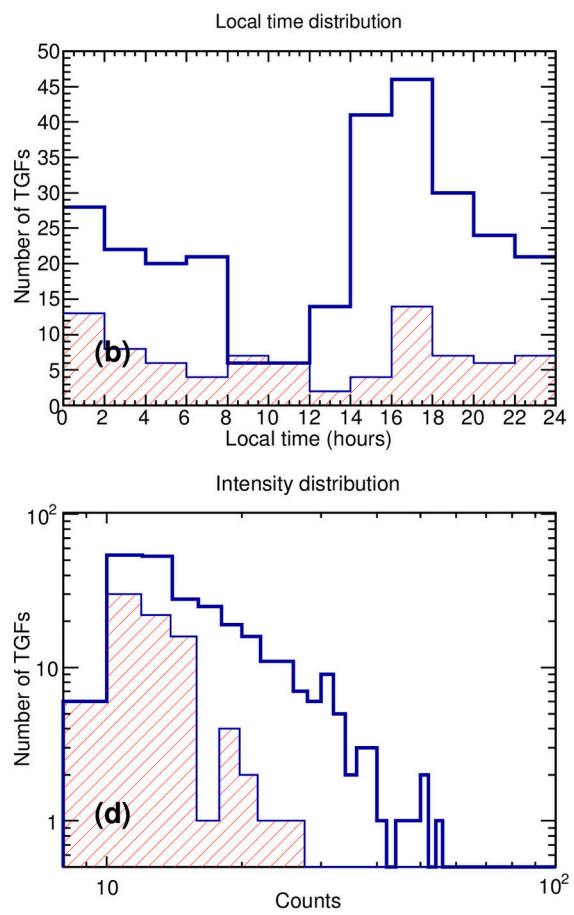 Local time distribution
Number of TGFs
50
45
40
35
30
25
20
15
10
5
0
(b)
0 2 4 6 8 10 12 14 16 18 20 22 24
Local time (hours)
Intensity distribution
Number of TGFs
10²
10
1
(d)
10 10²
Counts